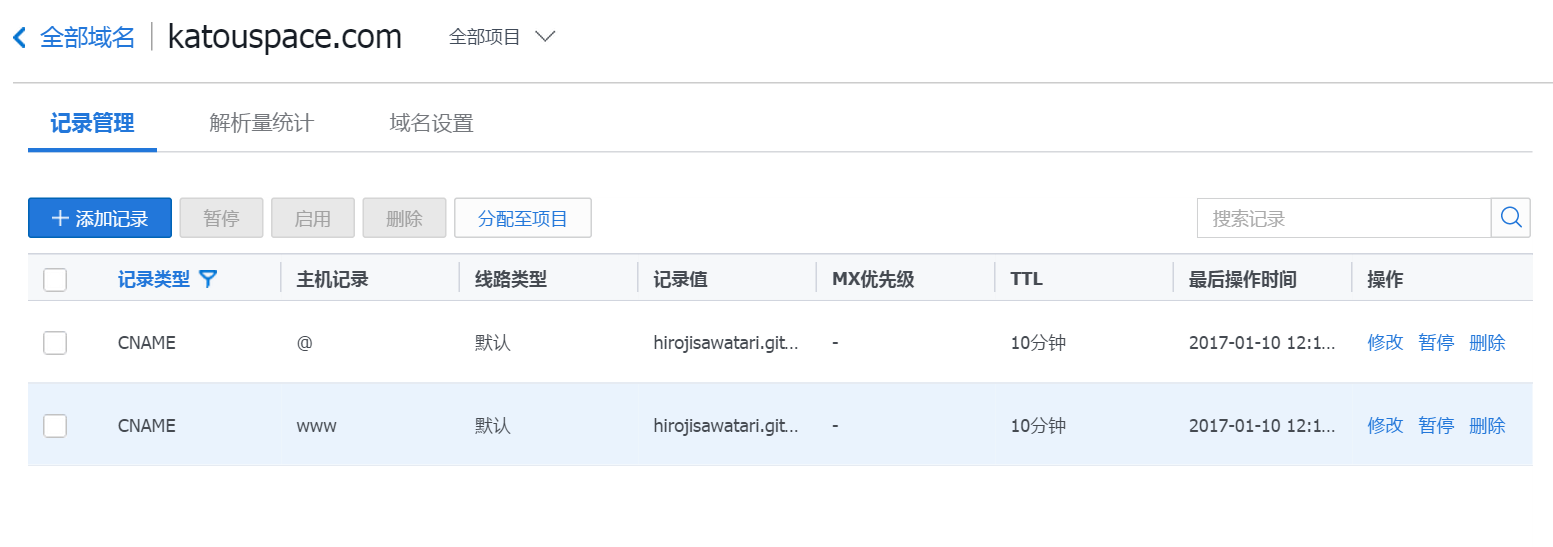 全部域名 katouspace.com 全部项目
记录管理 解析量统计 域名设置
添加记录 暂停 启用 删除 分配至项目 搜索记录
记录类型 主机记录 线路类型 记录值 MX优先级 TTL 最后操作时间 操作
CNAME @ 默认 hirojisawatari.git... - 10分钟 2017-01-10 12:1... 修改 暂停 删除
CNAME www 默认 hirojisawatari.git... - 10分钟 2017-01-10 12:1... 修改 暂停 删除